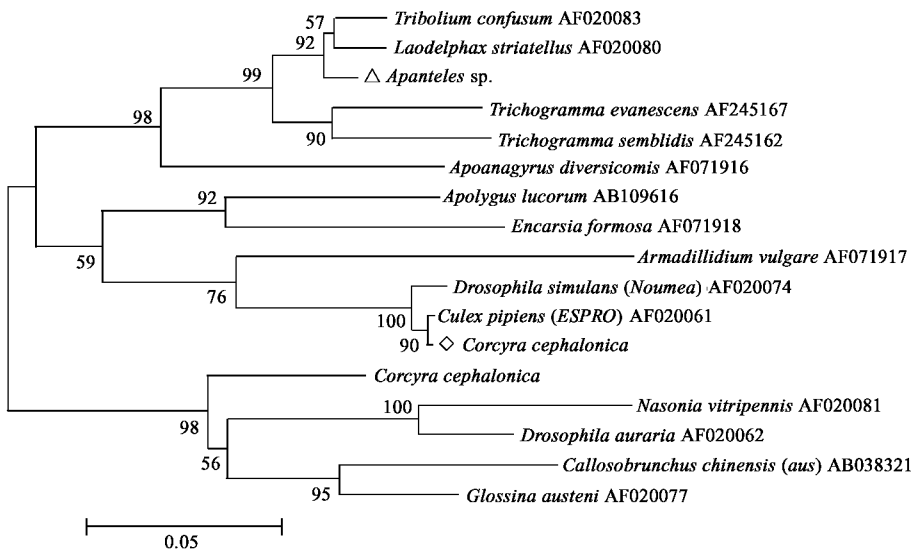 57
Tribolium confusum AF020083
92
Laodelphax striatellus AF020080
99
△ Apanteles sp.
98
Trichogramma evanescens AF245167
90
Trichogramma semblidis AF245162
Apoanagyrus diversicomis AF071916
92
Apolygus lucorum AB109616
Encarsia formosa AF071918
59
Armadillidium vulgare AF071917
76
Drosophila simulans (Noumea) AF020074
100
Culex pipiens (ESPRO) AF020061
90
◇ Corcyra cephalonica
Corcyra cephalonica
98
100
Nasonia vitripennis AF020081
Drosophila auraria AF020062
56
Callosobrunchus chinensis (aus) AB038321
95
Glossina austeni AF020077
0.05